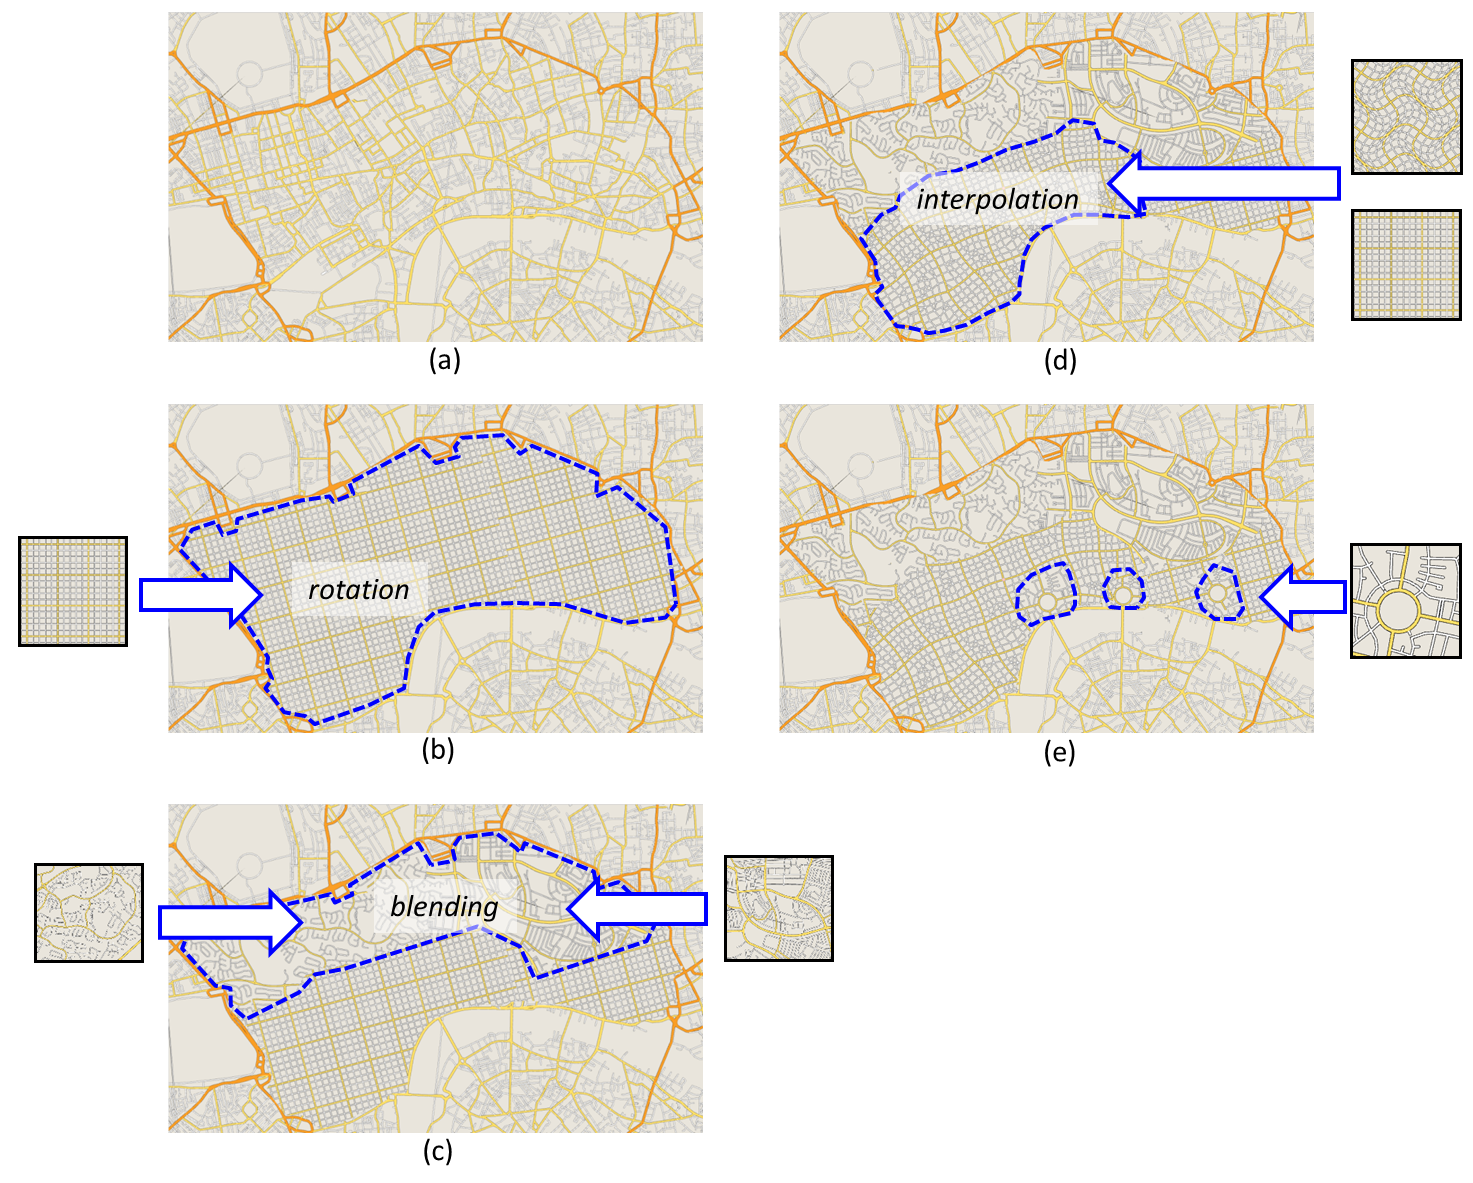 (a)
rotation
(b)
blending
(c)
interpolation
(d)
(e)